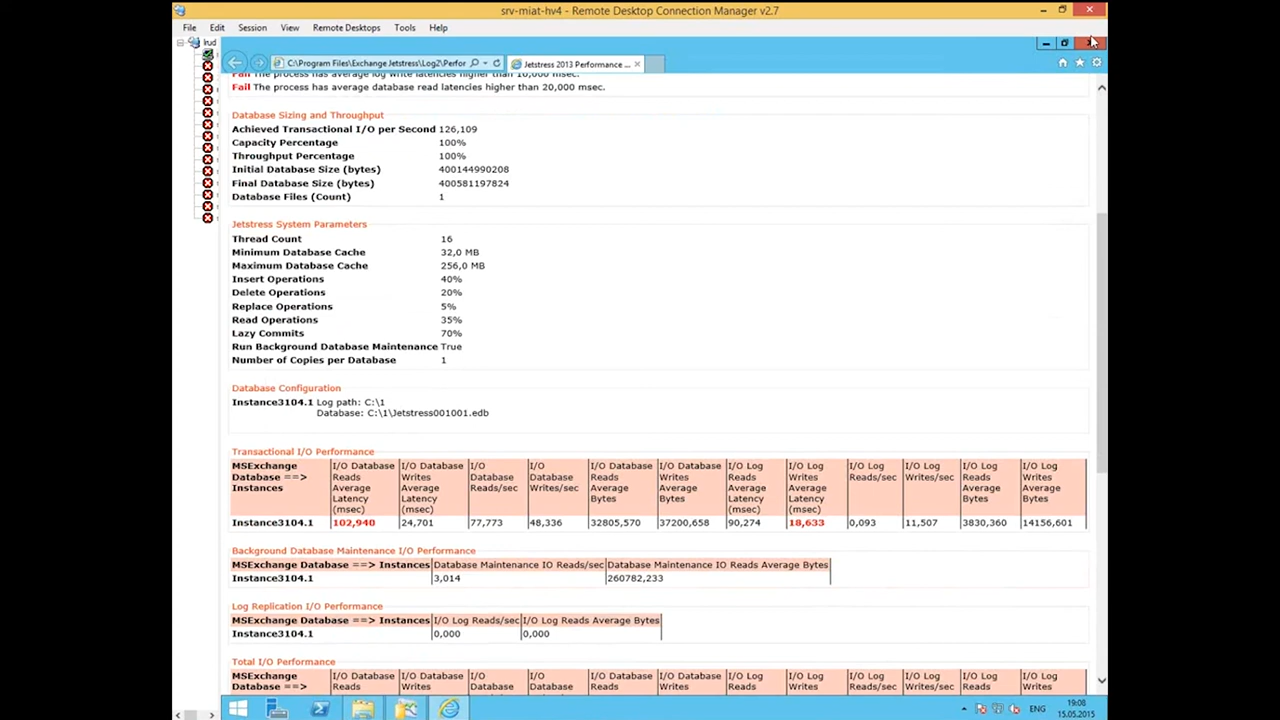 srv-miat-hv4 - Remote Desktop Connection Manager v2.7
File Edit Session View Remote Desktops Tools Help
C:\Program Files\Exchange Jetstress\Log2\Perfor
Jetstress 2013 Performance ...
Fail The process has average log write latencies higher than 10,000 msec.
Fail The process has average database read latencies higher than 20,000 msec.
Database Sizing and Throughput
Achieved Transactional I/O per Second 126,109
Capacity Percentage 100%
Throughput Percentage 100%
Initial Database Size (bytes) 400144990208
Final Database Size (bytes) 400581197824
Database Files (Count) 1
Jetstress System Parameters
Thread Count 16
Minimum Database Cache 32,0 MB
Maximum Database Cache 256,0 MB
Insert Operations 40%
Delete Operations 20%
Replace Operations 5%
Read Operations 35%
Lazy Commits 70%
Run Background Database Maintenance True
Number of Copies per Database 1
Database Configuration
Instance3104.1 Log path: C:\1
Database: C:\1\Jetstress001001.edb
Transactional I/O Performance
MSExchange I/O Database I/O Database I/O I/O I/O Database I/O Database I/O Log I/O Log I/O Log I/O Log I/O Log I/O Log
Database ==> Reads Writes Database Database Reads Writes Reads Writes Reads/sec Writes/sec Reads Writes
Instances Average Average Reads/sec Writes/sec Average Average Average Average Average Average
Latency Latency Bytes Bytes Latency Latency Bytes Bytes
(msec) (msec) (msec) (msec)
Instance3104.1 102,940 24,701 77,773 48,336 32805,570 37200,658 90,274 18,633 0,093 11,507 3830,360 14156,601
Background Database Maintenance I/O Performance
MSExchange Database ==> Instances Database Maintenance IO Reads/sec Database Maintenance IO Reads Average Bytes
Instance3104.1 3,014 260782,233
Log Replication I/O Performance
MSExchange Database ==> Instances I/O Log Reads/sec I/O Log Reads Average Bytes
Instance3104.1 0,000 0,000
Total I/O Performance
MSExchange I/O Database I/O Database I/O I/O I/O Database I/O Database I/O Log I/O Log I/O Log I/O Log I/O Log I/O Log
Database ==> Reads Writes Database Database Reads Writes Reads Writes Reads/sec Writes/sec Reads Writes
ENG
19:08
15.05.2015